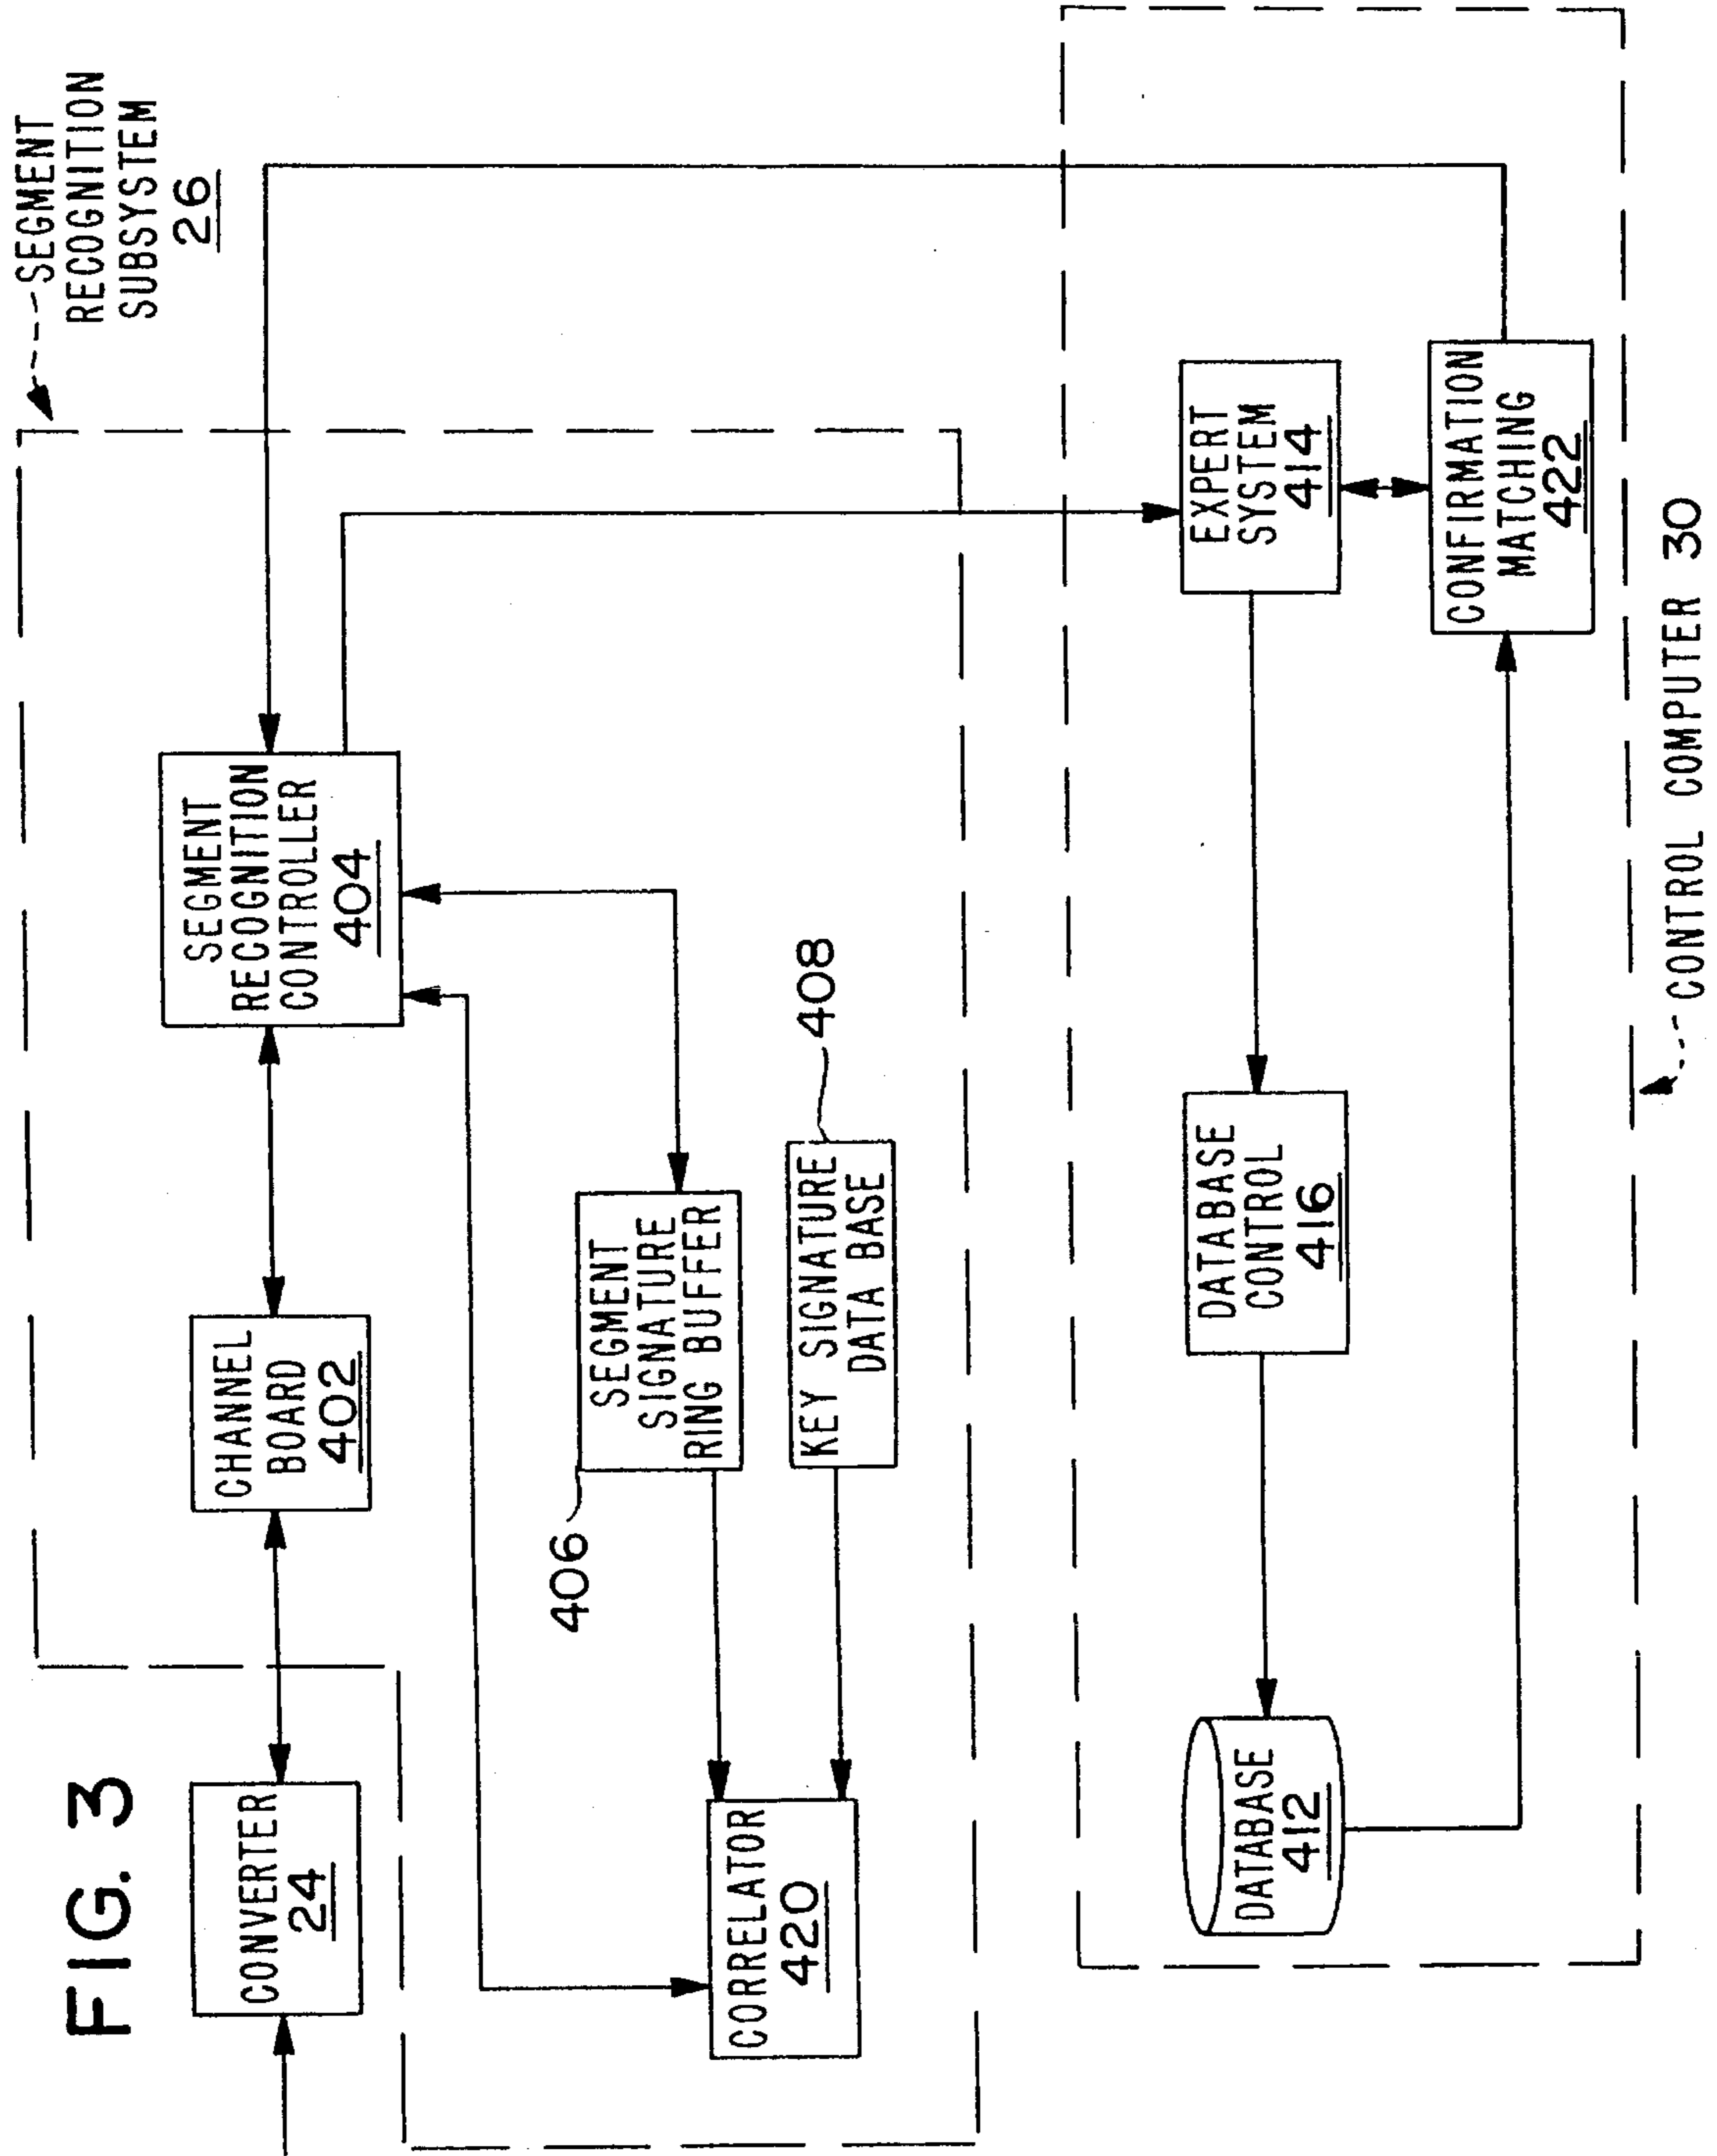 FIG. 3
SEGMENT
RECOGNITION
SUBSYSTEM
26
CONVERTER
24
CHANNEL
BOARD
402
SEGMENT
RECOGNITION
CONTROLLER
404
406
SEGMENT
SIGNATURE
RING BUFFER
408
KEY SIGNATURE
DATA BASE
CORRELATOR
420
DATABASE
412
DATABASE
CONTROL
416
EXPERT
SYSTEM
414
CONFIRMATION
MATCHING
422
CONTROL COMPUTER 30